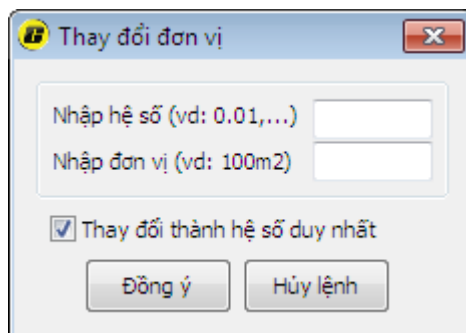 Thay đổi đơn vị
Nhập hệ số (vd: 0.01,...)
Nhập đơn vị (vd: 100m2)
Thay đổi thành hệ số duy nhất
Đồng ý
Hủy lệnh